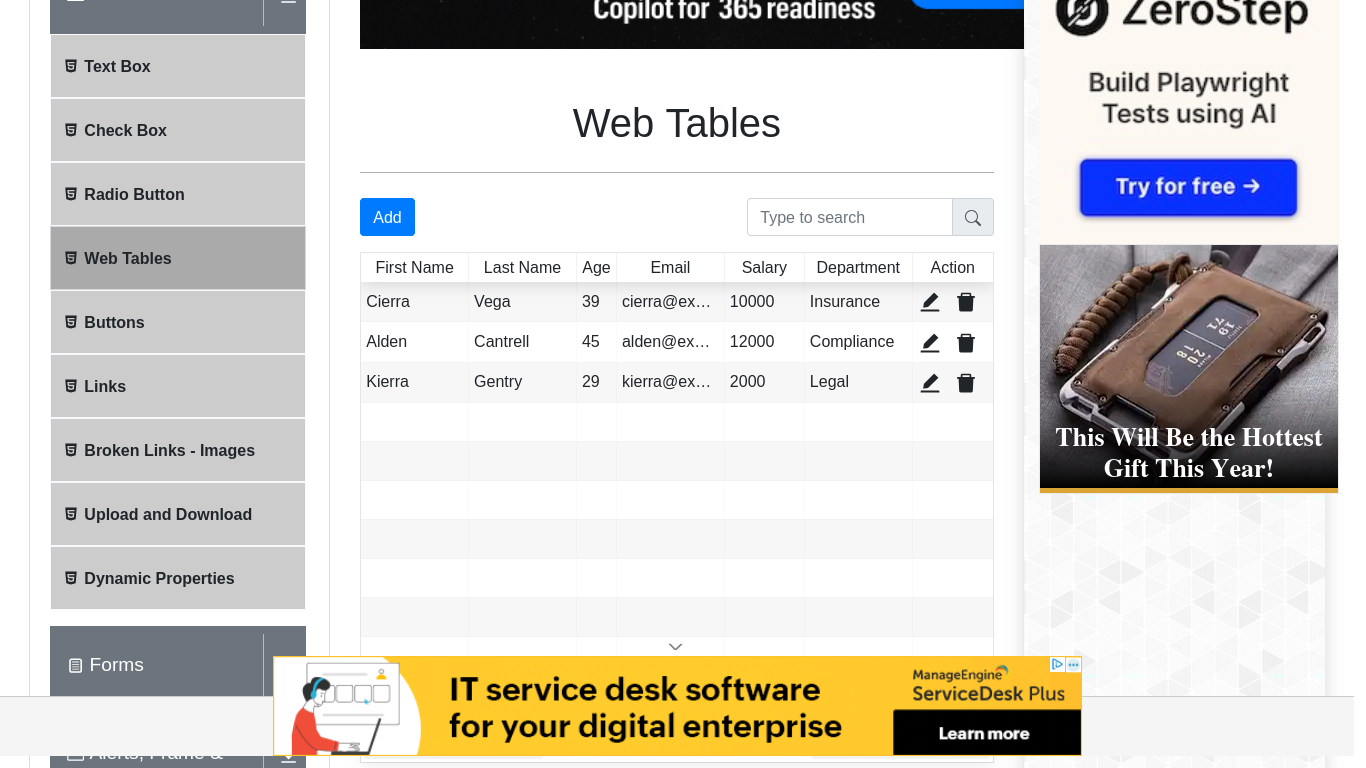 Copilot for 365 readiness
Text Box
Check Box
Radio Button
Web Tables
Buttons
Links
Broken Links - Images
Upload and Download
Dynamic Properties
Forms
Web Tables
Add
Type to search
First Name Last Name Age Email Salary Department Action
Cierra Vega 39 cierra@ex… 10000 Insurance
Alden Cantrell 45 alden@ex… 12000 Compliance
Kierra Gentry 29 kierra@ex… 2000 Legal
ZeroStep
Build Playwright
Tests using AI
Try for free →
This Will Be the Hottest
Gift This Year!
IT service desk software
for your digital enterprise
ManageEngine
ServiceDesk Plus
Learn more
Alerts, Frame &